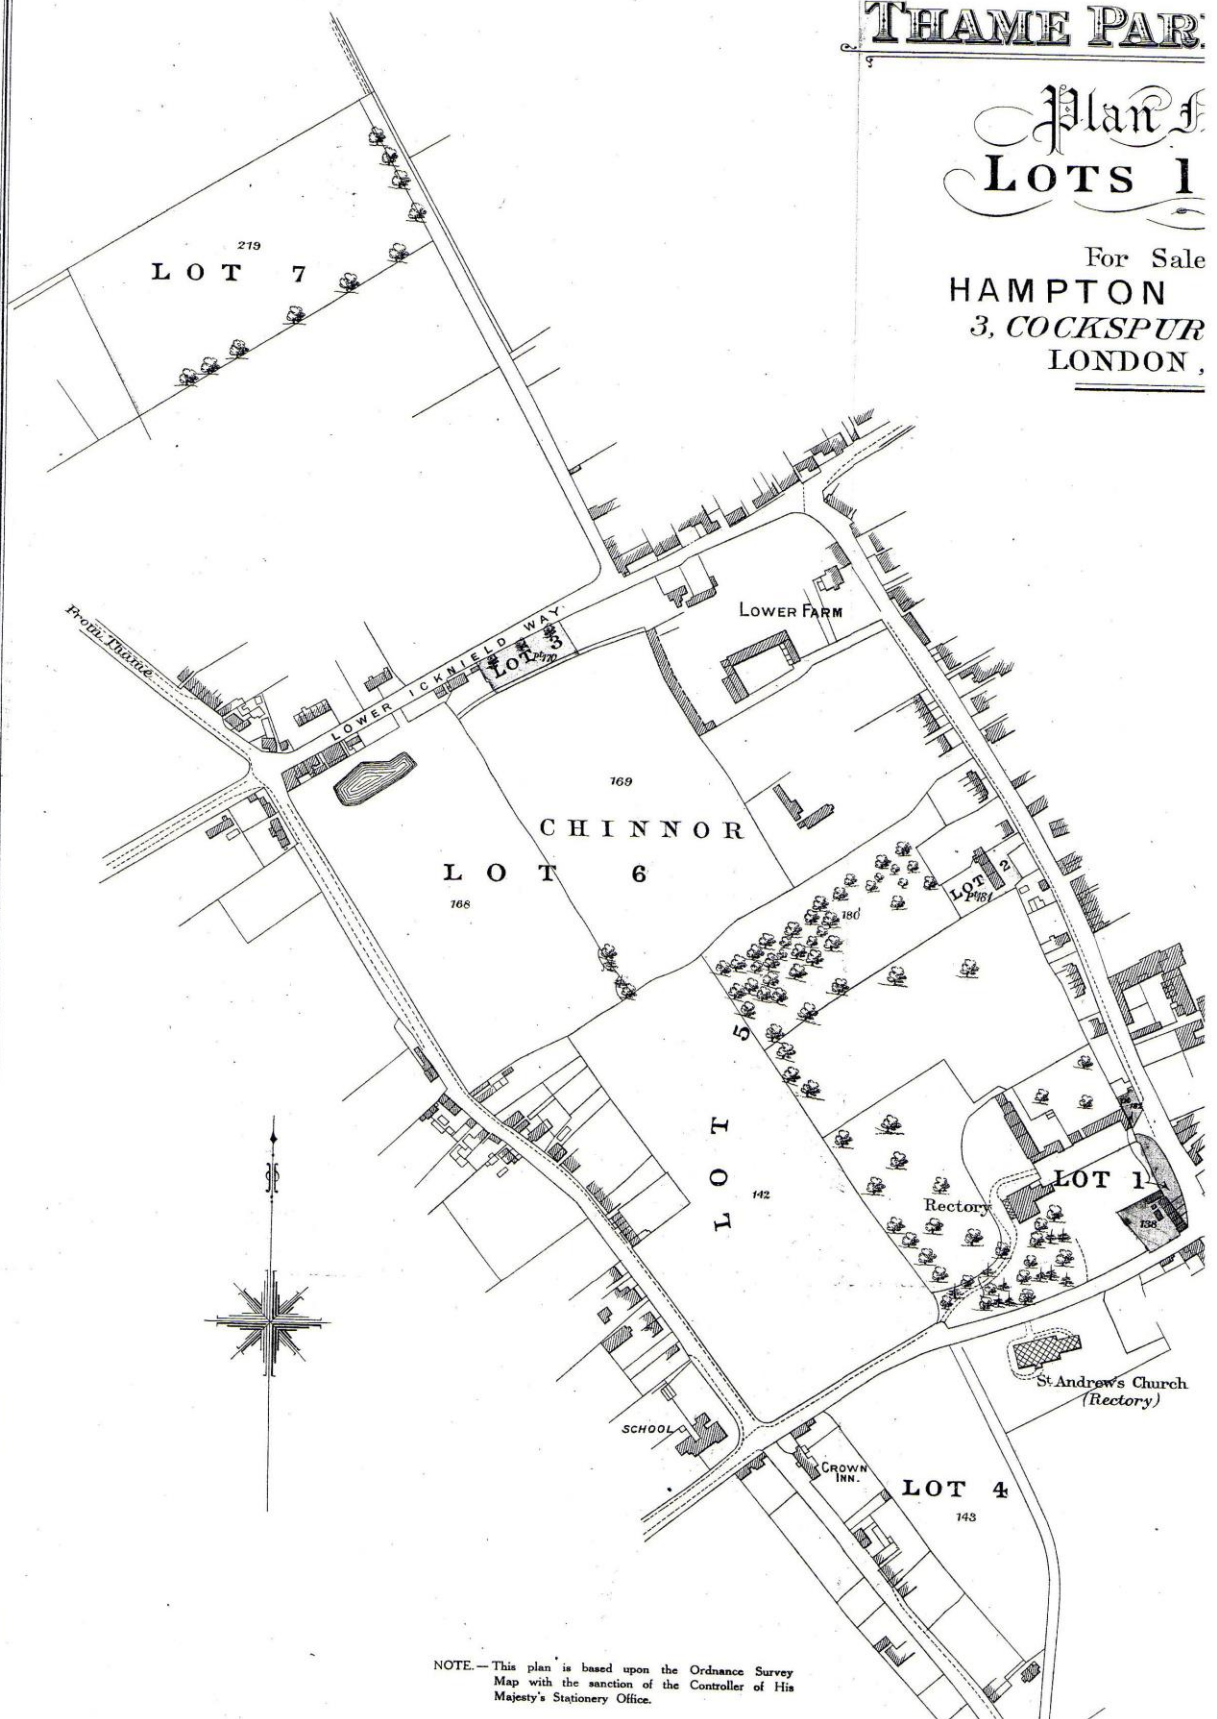 THAME PAR
Plan
LOTS 1
For Sale
HAMPTON
3, COCKSPUR
LONDON,
219
LOT 7
From Thame
LOWER ICKNIELD WAY
LOT 3
LOWER FARM
169
CHINNOR
LOT 6
168
180
LOT 2
Pt 181
LOT 5
142
Rectory
LOT 1
138
St. Andrew's Church
(Rectory)
SCHOOL
CROWN
INN.
LOT 4
143
NOTE.— This plan is based upon the Ordnance Survey
Map with the sanction of the Controller of His
Majesty's Stationery Office.